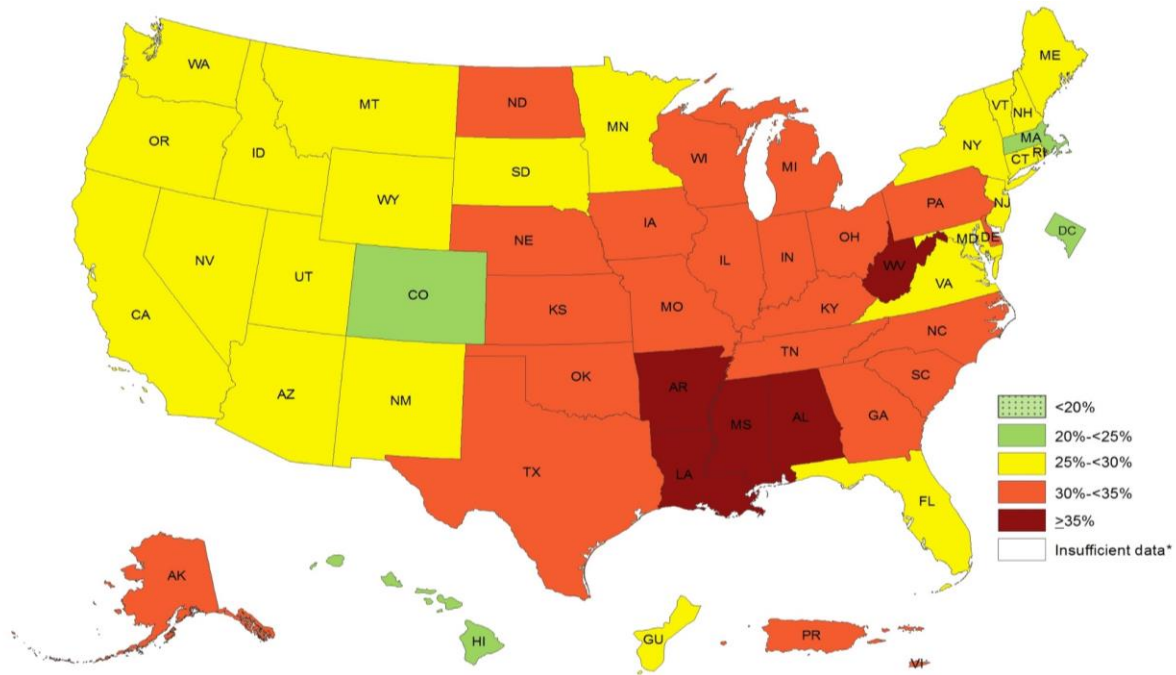 WA
MT
ND
MN
ME
VT
NH
OR
ID
SD
WI
MI
NY
MA
CT
RI
WY
IA
NE
PA
NJ
OH
MD
DE
DC
NV
UT
CO
IL
IN
WV
VA
CA
KS
MO
KY
NC
TN
AZ
NM
OK
AR
SC
MS
AL
GA
TX
LA
FL
<20%
20%-<25%
25%-<30%
30%-<35%
≥35%
Insufficient data*
AK
HI
GU
PR
VI